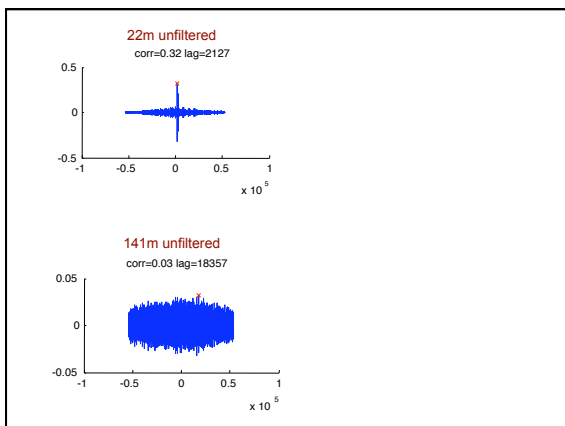 22m unfiltered
corr=0.32 lag=2127
0.5
0
-0.5
-1 -0.5 0 0.5 1
x 10 5
141m unfiltered
corr=0.03 lag=18357
0.05
0
-0.05
-1 -0.5 0 0.5 1
x 10 5